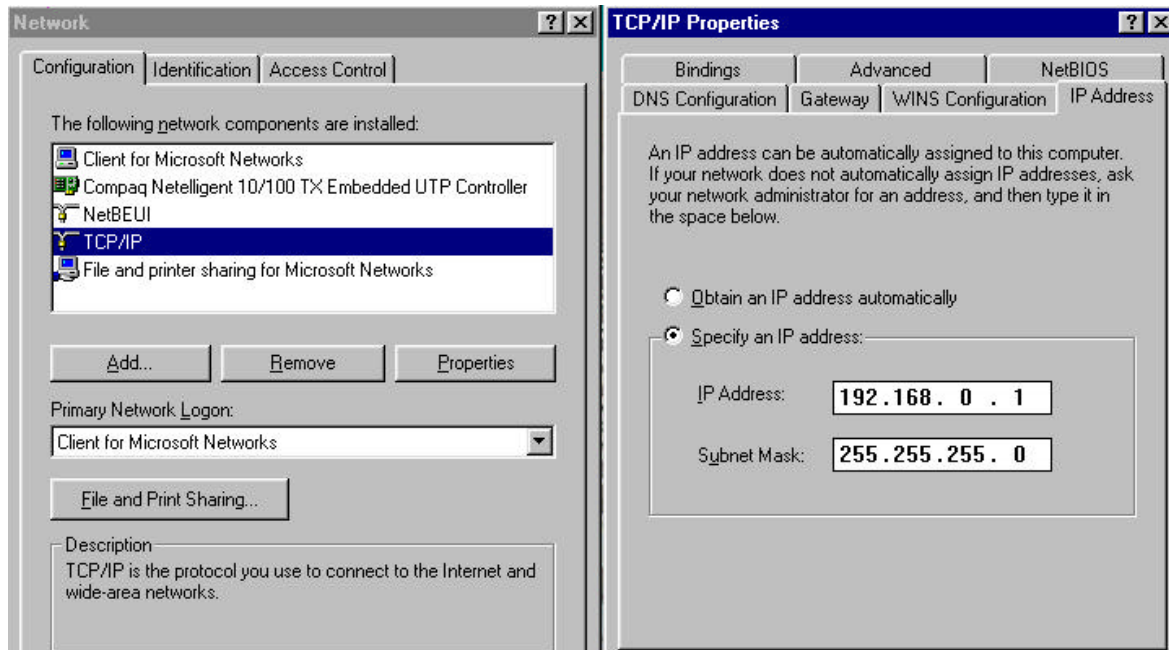 Network
Configuration
Identification
Access Control
The following network components are installed:
Client for Microsoft Networks
Compaq Netelligent 10/100 TX Embedded UTP Controller
NetBEUI
TCP/IP
File and printer sharing for Microsoft Networks
Add...
Remove
Properties
Primary Network Logon:
Client for Microsoft Networks
File and Print Sharing...
Description
TCP/IP is the protocol you use to connect to the Internet and
wide-area networks.
TCP/IP Properties
Bindings
Advanced
NetBIOS
DNS Configuration
Gateway
WINS Configuration
IP Address
An IP address can be automatically assigned to this computer.
If your network does not automatically assign IP addresses, ask
your network administrator for an address, and then type it in
the space below.
Obtain an IP address automatically
Specify an IP address:
IP Address:
192.168. 0 . 1
Subnet Mask:
255.255.255. 0